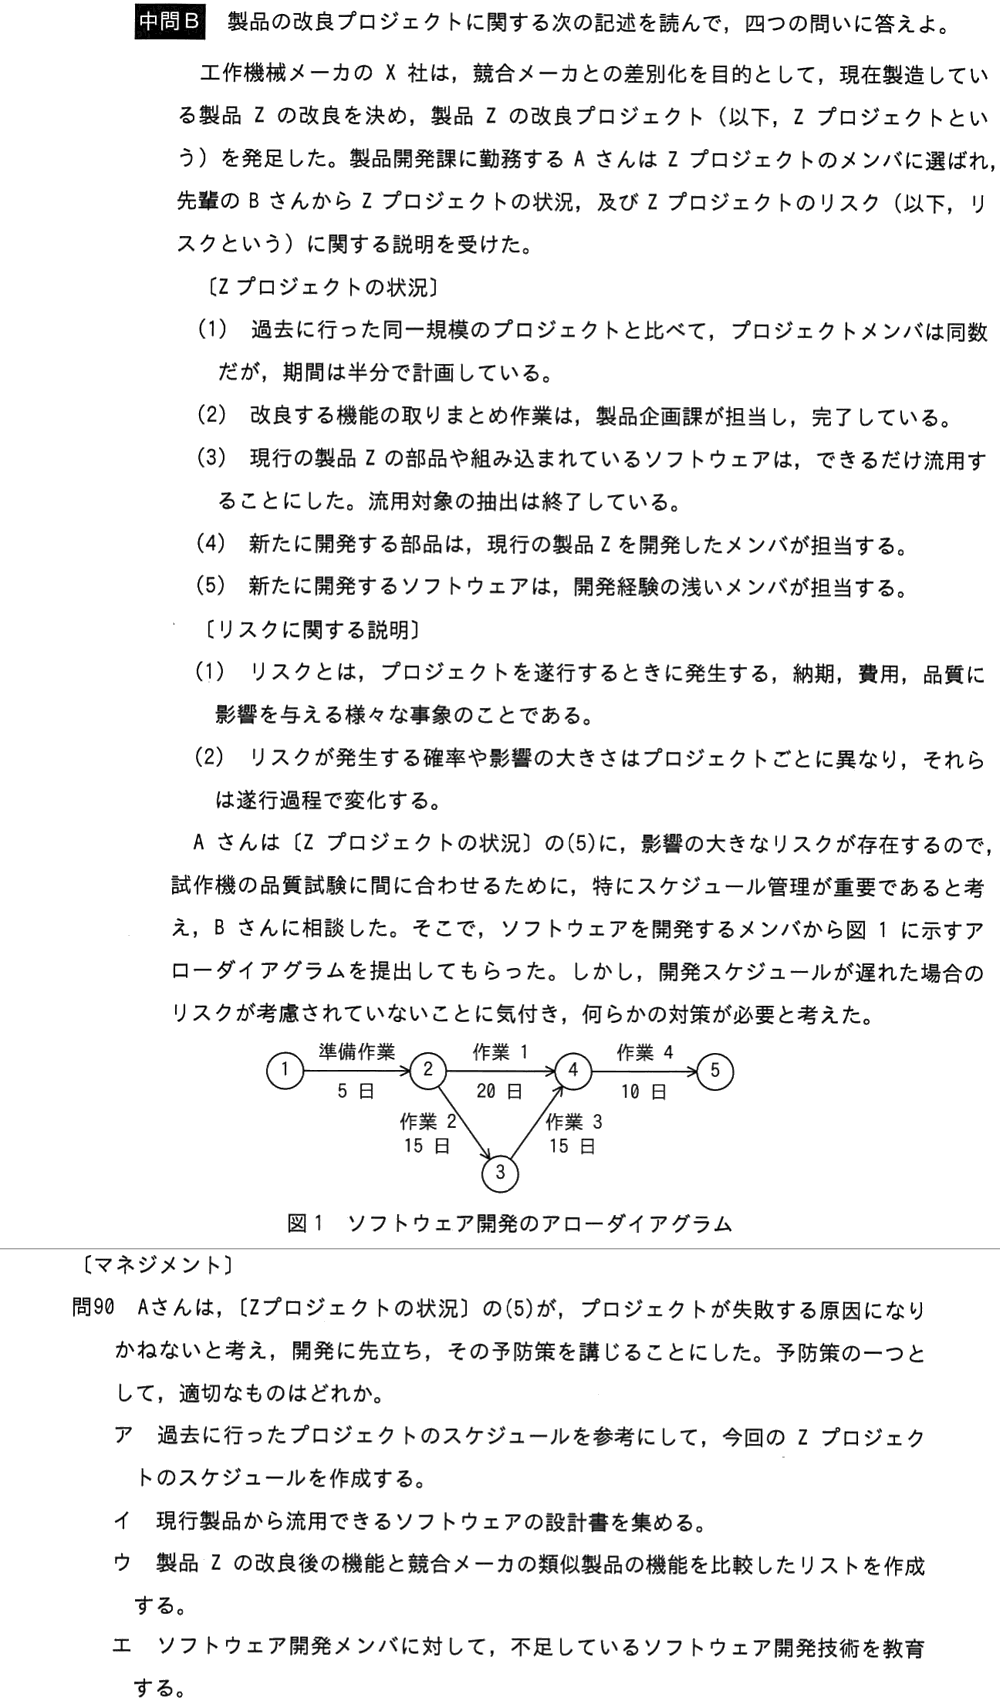 中問B 製品の改良プロジェクトに関する次の記述を読んで，四つの問いに答えよ。
工作機械メーカの X 社は，競合メーカとの差別化を目的として，現在製造してい
る製品 Z の改良を決め，製品 Z の改良プロジェクト（以下，Z プロジェクトとい
う）を発足した。製品開発課に勤務する A さんは Z プロジェクトのメンバに選ばれ，
先輩の B さんから Z プロジェクトの状況，及び Z プロジェクトのリスク（以下，リ
スクという）に関する説明を受けた。
〔Z プロジェクトの状況〕
(1) 過去に行った同一規模のプロジェクトと比べて，プロジェクトメンバは同数
だが，期間は半分で計画している。
(2) 改良する機能の取りまとめ作業は，製品企画課が担当し，完了している。
(3) 現行の製品 Z の部品や組み込まれているソフトウェアは，できるだけ流用す
ることにした。流用対象の抽出は終了している。
(4) 新たに開発する部品は，現行の製品 Z を開発したメンバが担当する。
(5) 新たに開発するソフトウェアは，開発経験の浅いメンバが担当する。
〔リスクに関する説明〕
(1) リスクとは，プロジェクトを遂行するときに発生する，納期，費用，品質に
影響を与える様々な事象のことである。
(2) リスクが発生する確率や影響の大きさはプロジェクトごとに異なり，それら
は遂行過程で変化する。
A さんは〔Z プロジェクトの状況〕の(5)に，影響の大きなリスクが存在するので，
試作機の品質試験に間に合わせるために，特にスケジュール管理が重要であると考
え，B さんに相談した。そこで，ソフトウェアを開発するメンバから図 1 に示すア
ローダイアグラムを提出してもらった。しかし，開発スケジュールが遅れた場合の
リスクが考慮されていないことに気付き，何らかの対策が必要と考えた。
準備作業 作業 1 作業 4
1 2 4 5
5 日 20 日 10 日
作業 2 作業 3
15 日 15 日
3
図 1 ソフトウェア開発のアローダイアグラム
〔マネジメント〕
問90 Aさんは，〔Zプロジェクトの状況〕の(5)が，プロジェクトが失敗する原因になり
かねないと考え，開発に先立ち，その予防策を講じることにした。予防策の一つと
して，適切なものはどれか。
ア 過去に行ったプロジェクトのスケジュールを参考にして，今回の Z プロジェク
トのスケジュールを作成する。
イ 現行製品から流用できるソフトウェアの設計書を集める。
ウ 製品 Z の改良後の機能と競合メーカの類似製品の機能を比較したリストを作成
する。
エ ソフトウェア開発メンバに対して，不足しているソフトウェア開発技術を教育
する。